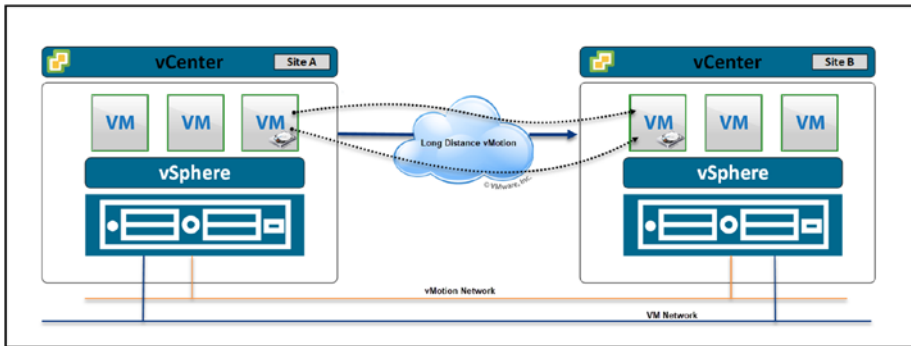 vCenter
Site A
vCenter
Site B
VM
VM
VM
VM
VM
VM
Long Distance vMotion
© VMware, Inc.
vSphere
vSphere
vMotion Network
VM Network